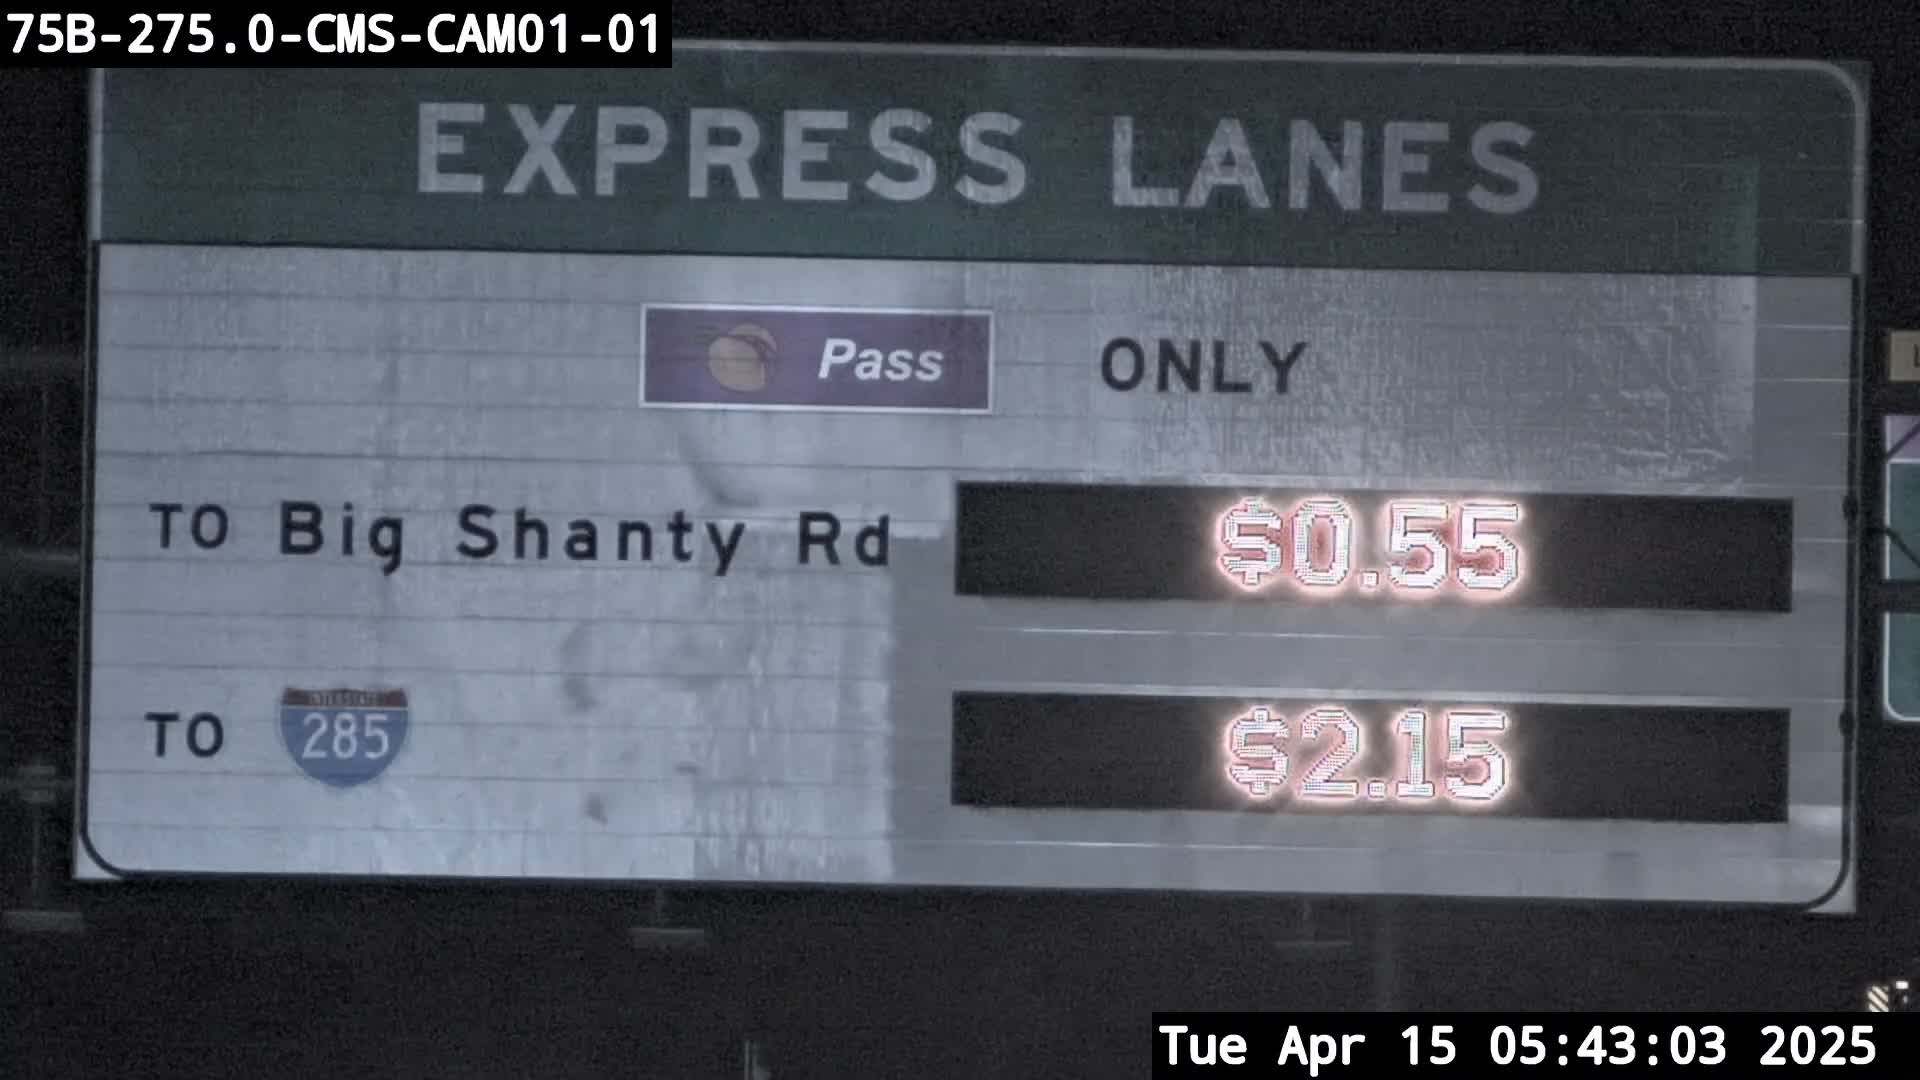 75B-275.0-CMS-CAM01-01
EXPRESS LANES
Pass ONLY
TO Big Shanty Rd $0.55
INTERSTATE
TO 285 $2.15
Tue Apr 15 05:43:03 2025